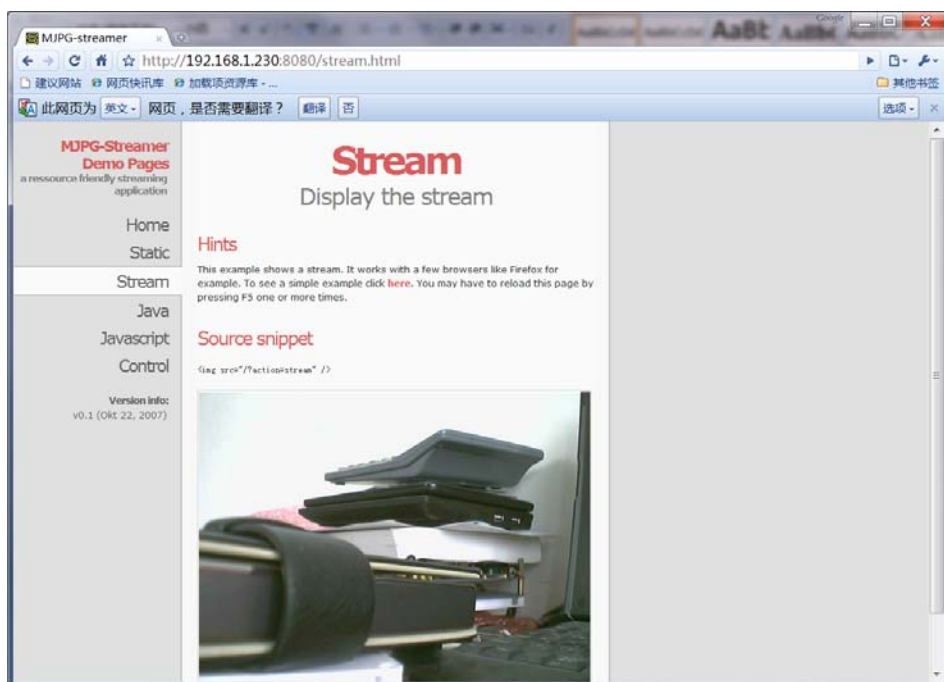 Google
MJPG-streamer
AaBb
http://192.168.1.230:8080/stream.html
建议网站
网页快讯库
加载项资源库 - ...
其他书签
此网页为 英文 网页，是否需要翻译？ 翻译 否
选项
MJPG-Streamer
Demo Pages
a ressource friendly streaming
application
Home
Static
Stream
Java
Javascript
Control
Version info:
v0.1 (Okt 22, 2007)
Stream
Display the stream
Hints
This example shows a stream. It works with a few browsers like Firefox for
example. To see a simple example click here. You may have to reload this page by
pressing F5 one or more times.
Source snippet
<img src="/?action=stream" />